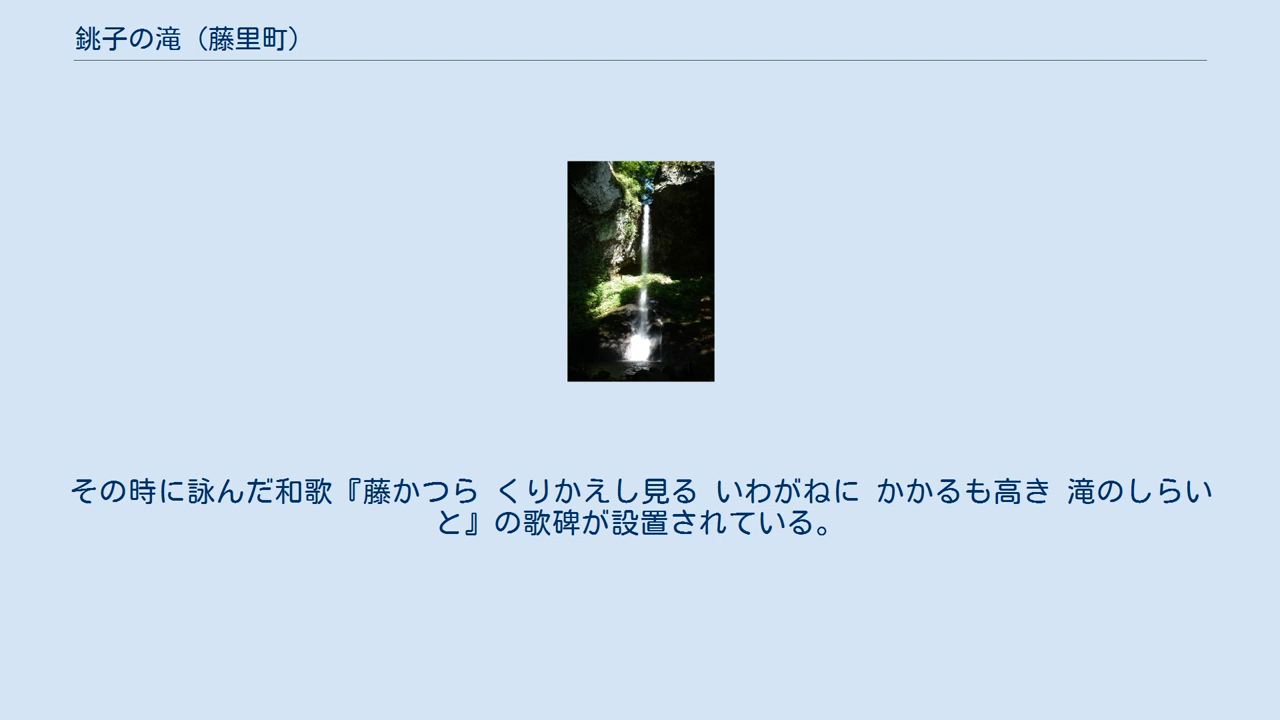 銚子の滝（藤里町）
その時に詠んだ和歌『藤かつら くりかえし見る いわがねに かかるも高き 滝のしらい
と』の歌碑が設置されている。